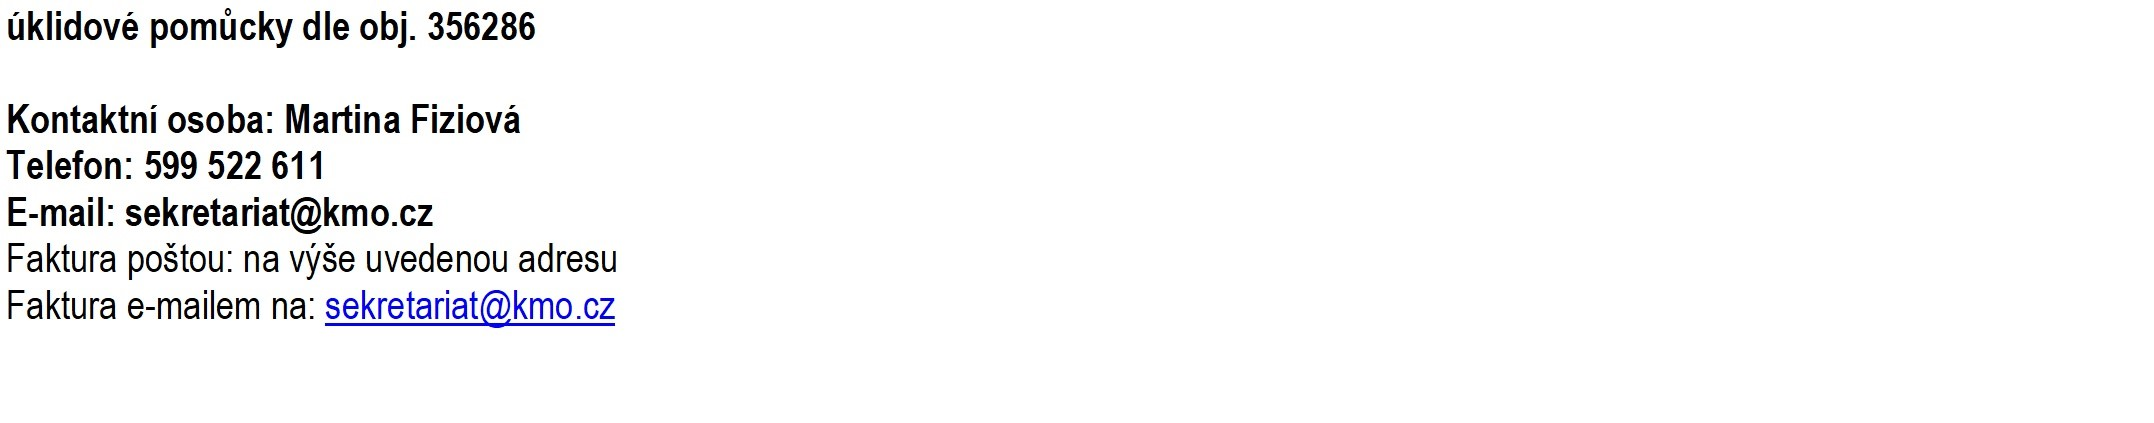 úklidové pomůcky dle obj. 356286
Kontaktní osoba: Martina Fiziová
Telefon: 599 522 611
E-mail: sekretariat@kmo.cz
Faktura poštou: na výše uvedenou adresu
Faktura e-mailem na: sekretariat@kmo.cz